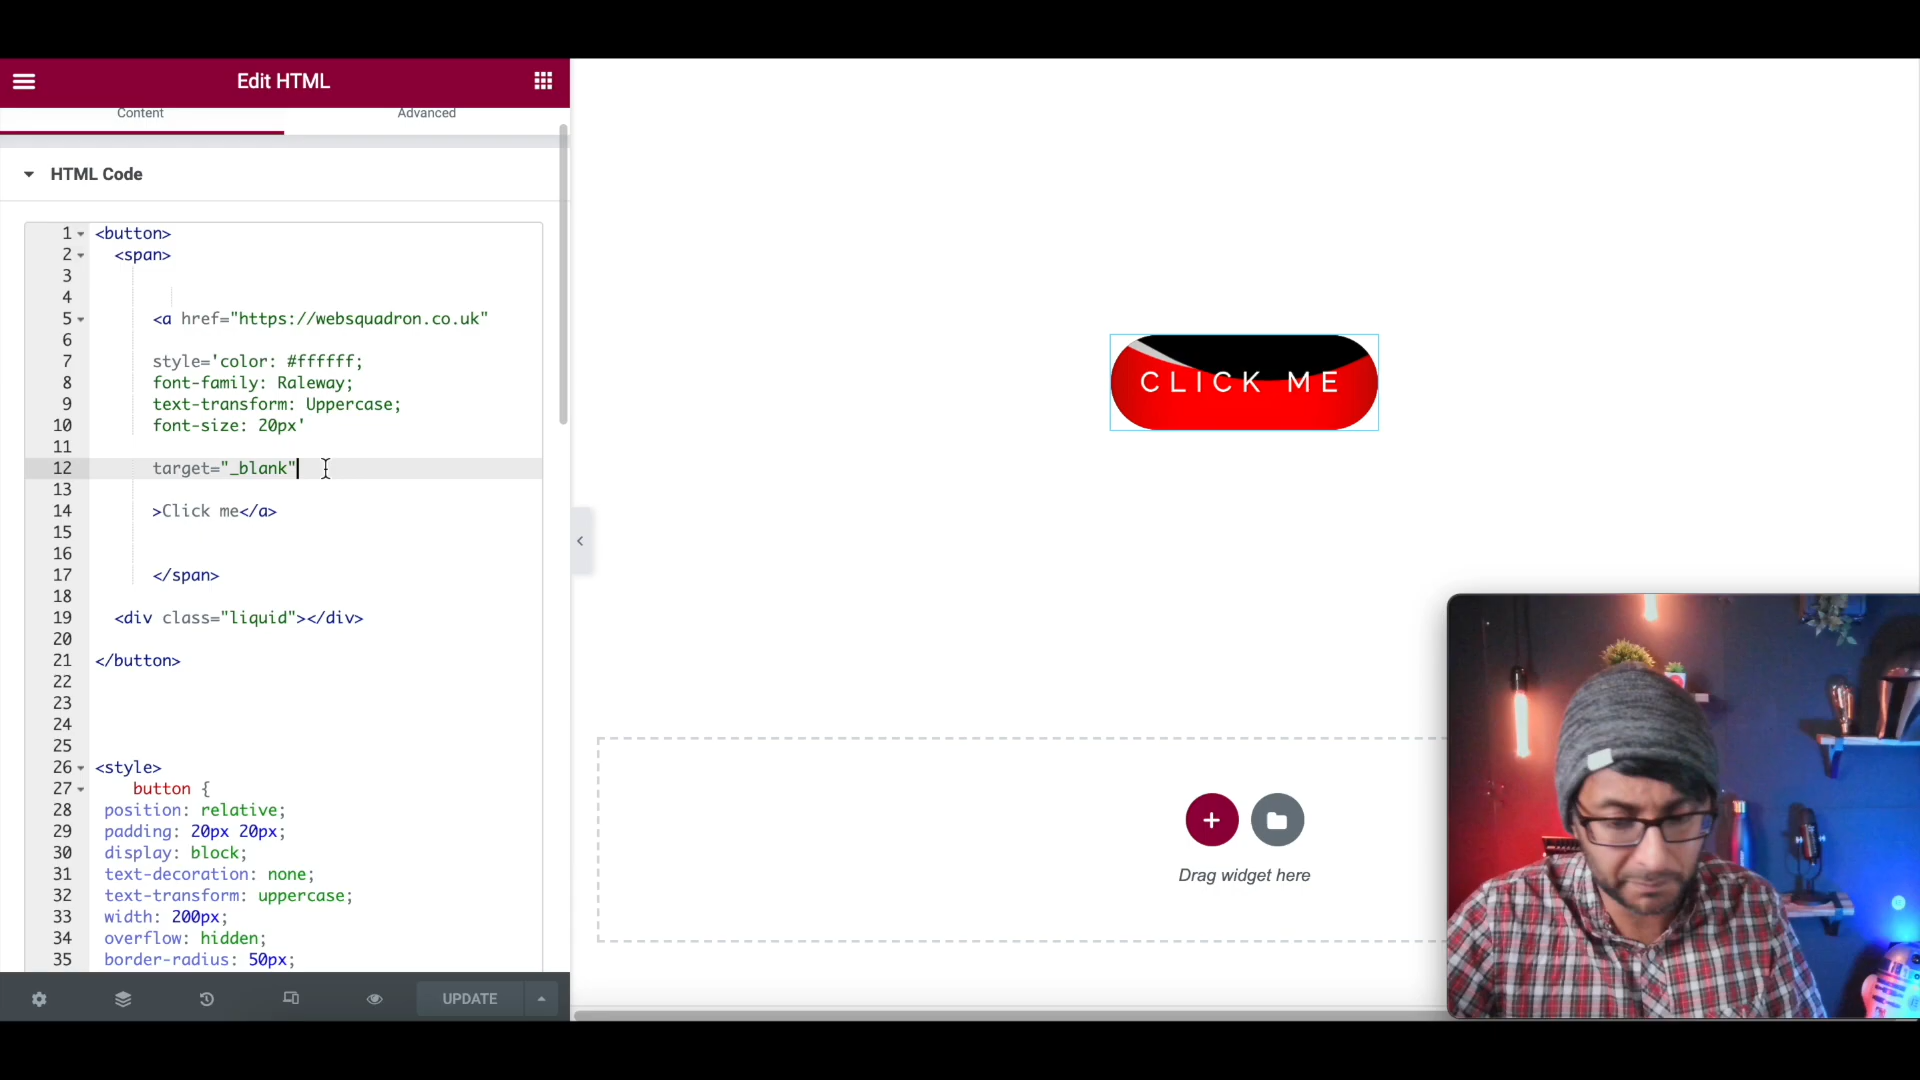 Edit HTML
Content
Advanced
HTML Code
1 <button>
2 <span>
3
4
5 <a href="https://websquadron.co.uk"
6
7 style='color: #ffffff;
8 font-family: Raleway;
9 text-transform: Uppercase;
10 font-size: 20px'
11
12 target="_blank"
13
14 >Click me</a>
15
16
17 </span>
18
19 <div class="liquid"></div>
20
21 </button>
22
23
24
25
26 <style>
27 button {
28 position: relative;
29 padding: 20px 20px;
30 display: block;
31 text-decoration: none;
32 text-transform: uppercase;
33 width: 200px;
34 overflow: hidden;
35 border-radius: 50px;
UPDATE
CLICK ME
Drag widget here